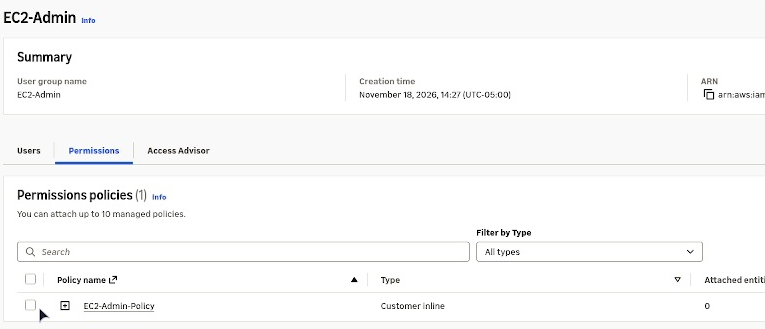 EC2-Admin Info
Summary
User group name
EC2-Admin
Creation time
November 18, 2026, 14:27 (UTC-05:00)
ARN
arn:aws:iam
Users Permissions Access Advisor
Permissions policies (1) Info
You can attach up to 10 managed policies.
Filter by Type
Search All types
Policy name Type Attached entiti
EC2-Admin-Policy Customer inline 0